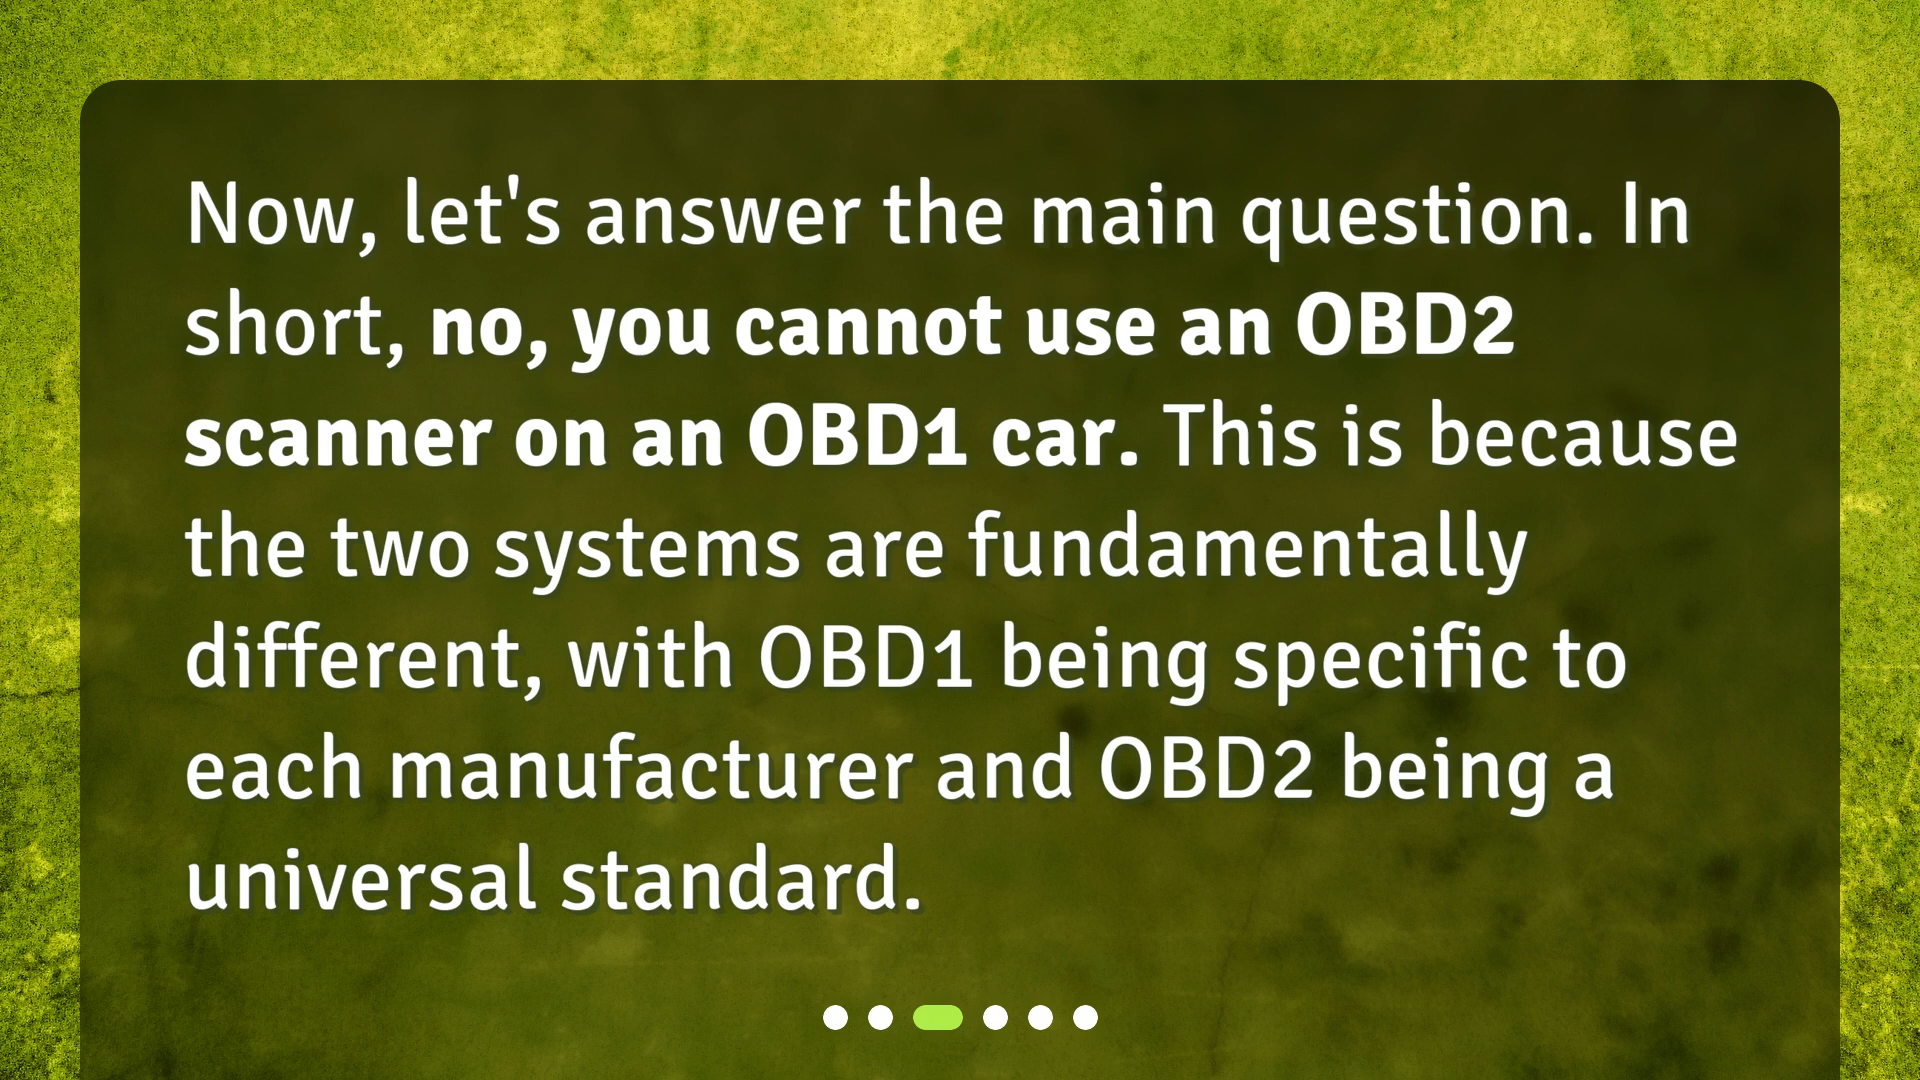 Now, let's answer the main question. In
short, no, you cannot use an OBD2
scanner on an OBD1 car. This is because
the two systems are fundamentally
different, with OBD1 being specific to
each manufacturer and OBD2 being a
universal standard.